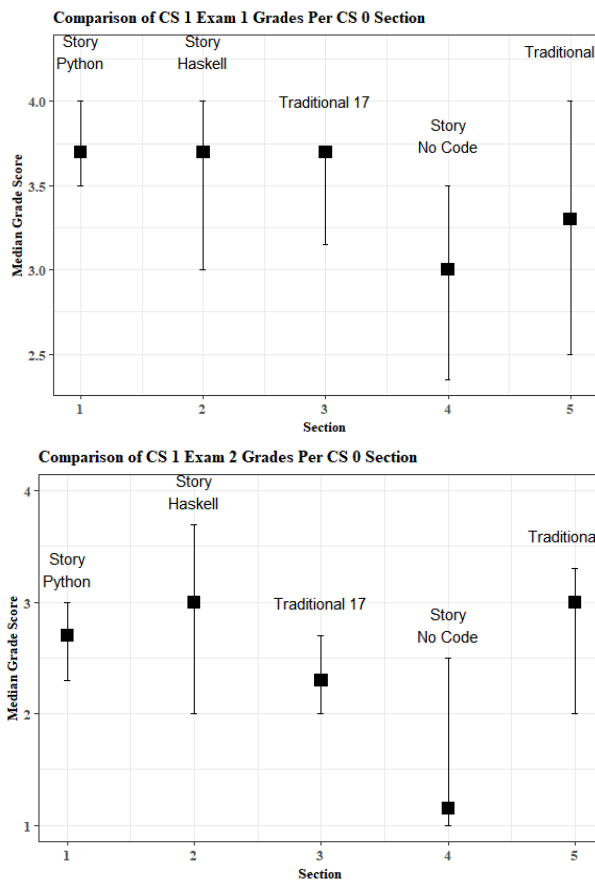 Comparison of CS 1 Exam 1 Grades Per CS 0 Section
Story
Python
Story
Haskell
Traditional 17
Story
No Code
Traditional
4.0
3.5
3.0
2.5
Median Grade Score
1 2 3 4 5
Section
Comparison of CS 1 Exam 2 Grades Per CS 0 Section
Story
Python
Story
Haskell
Traditional 17
Story
No Code
Traditiona
4
3
2
1
Median Grade Score
1 2 3 4 5
Section